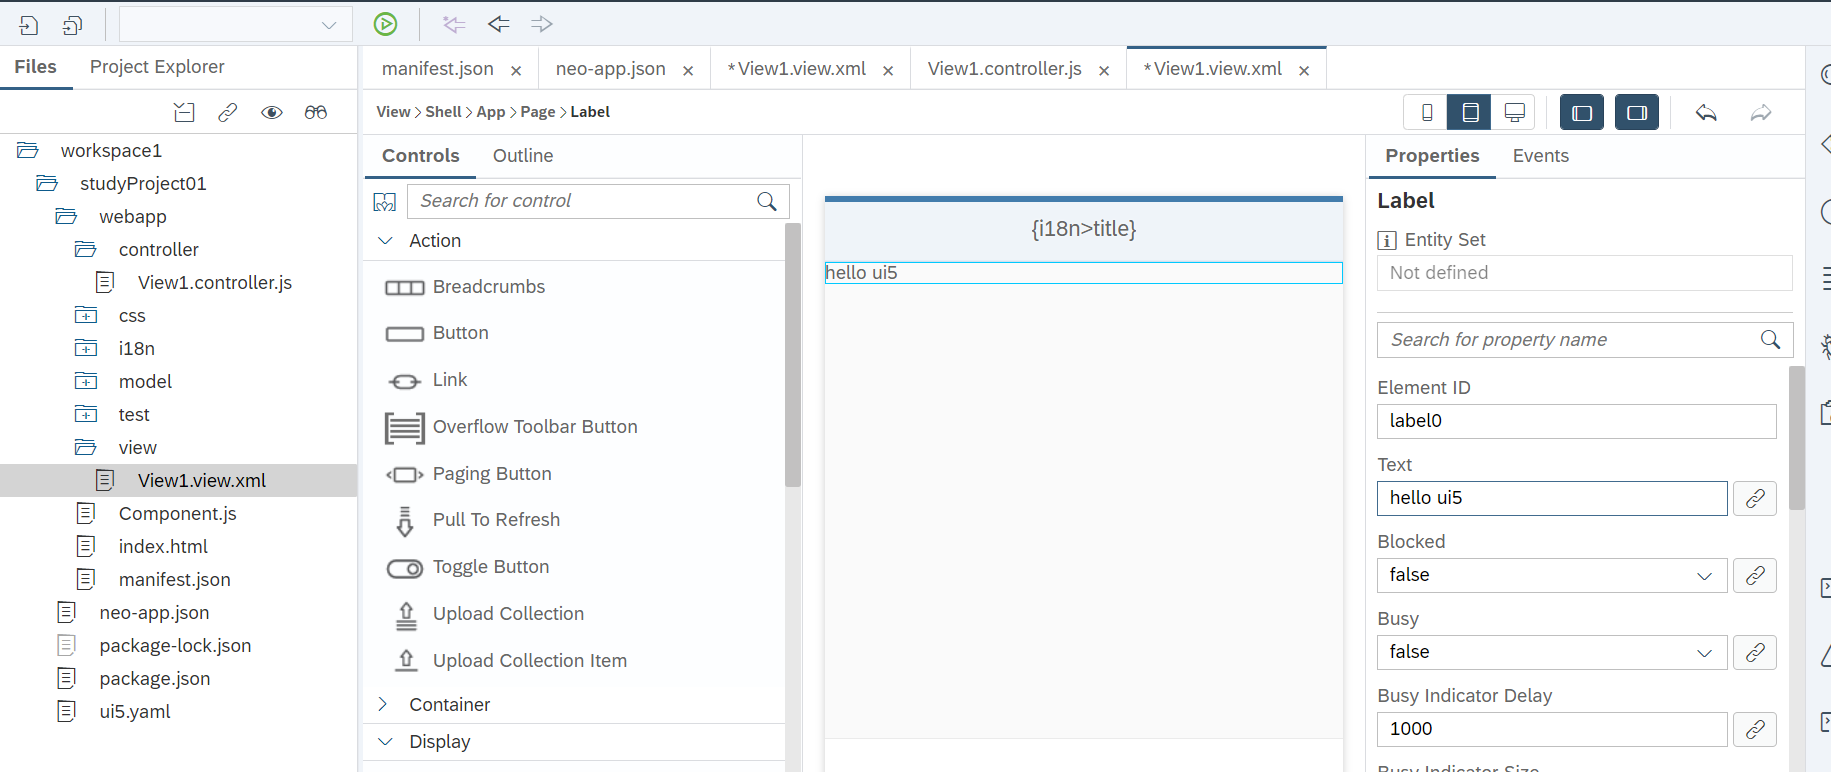 Files
Project Explorer
workspace1
studyProject01
webapp
controller
View1.controller.js
css
i18n
model
test
view
View1.view.xml
Component.js
index.html
manifest.json
neo-app.json
package-lock.json
package.json
ui5.yaml
manifest.json
neo-app.json
*View1.view.xml
View1.controller.js
*View1.view.xml
View > Shell > App > Page > Label
Controls
Outline
Search for control
Action
Breadcrumbs
Button
Link
Overflow Toolbar Button
Paging Button
Pull To Refresh
Toggle Button
Upload Collection
Upload Collection Item
Container
Display
{i18n>title}
hello ui5
Properties
Events
Label
Entity Set
Not defined
Search for property name
Element ID
label0
Text
hello ui5
Blocked
false
Busy
false
Busy Indicator Delay
1000
Busy Indicator Size